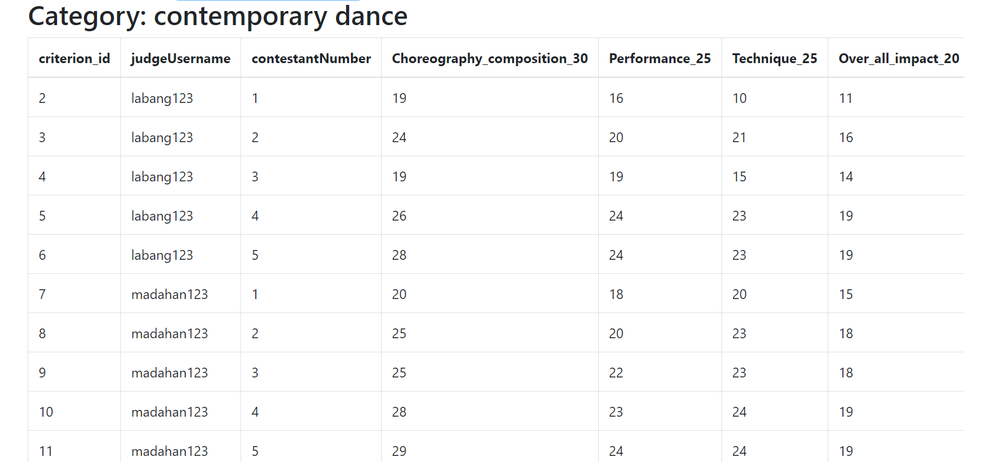 Category: contemporary dance
criterion_id judgeUsername contestantNumber Choreography_composition_30 Performance_25 Technique_25 Over_all_impact_20
2 labang123 1 19 16 10 11
3 labang123 2 24 20 21 16
4 labang123 3 19 19 15 14
5 labang123 4 26 24 23 19
6 labang123 5 28 24 23 19
7 madahan123 1 20 18 20 15
8 madahan123 2 25 20 23 18
9 madahan123 3 25 22 23 18
10 madahan123 4 28 23 24 19
11 madahan123 5 29 24 24 19